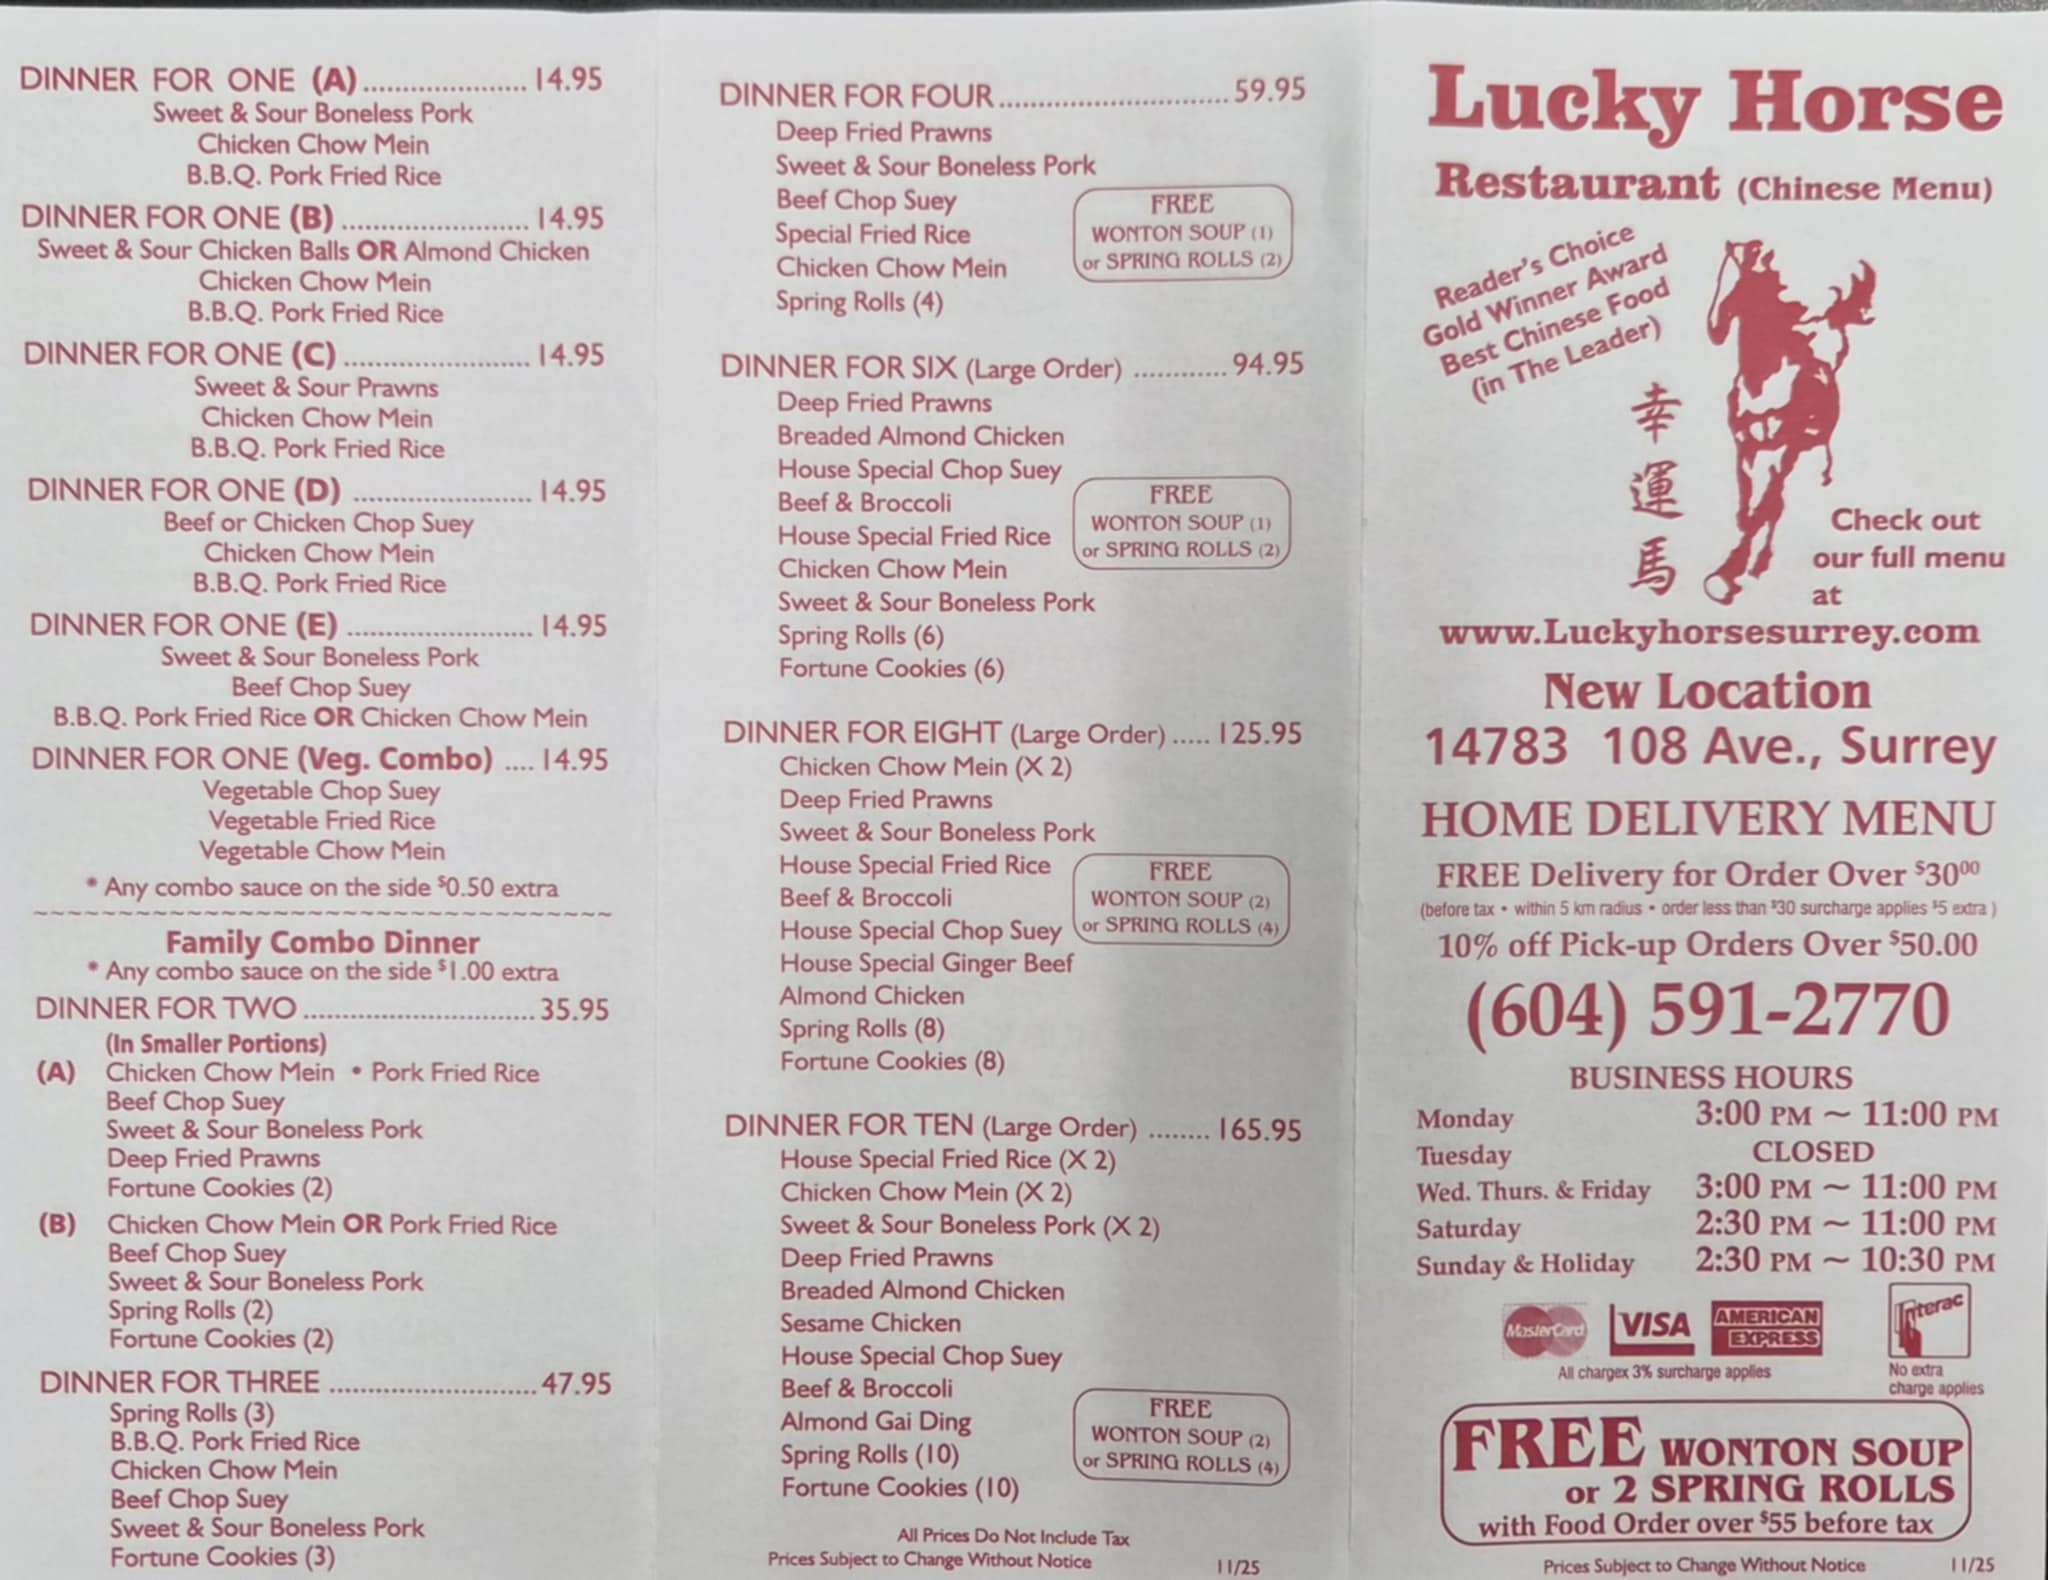 DINNER FOR ONE (A) ..................... 14.95
Sweet & Sour Boneless Pork
Chicken Chow Mein
B.B.Q. Pork Fried Rice
DINNER FOR ONE (B) ........................ 14.95
Sweet & Sour Chicken Balls OR Almond Chicken
Chicken Chow Mein
B.B.Q. Pork Fried Rice
DINNER FOR ONE (C) ........................ 14.95
Sweet & Sour Prawns
Chicken Chow Mein
B.B.Q. Pork Fried Rice
DINNER FOR ONE (D) ....................... 14.95
Beef or Chicken Chop Suey
Chicken Chow Mein
B.B.Q. Pork Fried Rice
DINNER FOR ONE (E) ........................ 14.95
Sweet & Sour Boneless Pork
Beef Chop Suey
B.B.Q. Pork Fried Rice OR Chicken Chow Mein
DINNER FOR ONE (Veg. Combo) .... 14.95
Vegetable Chop Suey
Vegetable Fried Rice
Vegetable Chow Mein
* Any combo sauce on the side $0.50 extra
~~~~~~~~~~~~~~~~~~~~~~~~~~~~~~~~~~
Family Combo Dinner
* Any combo sauce on the side $1.00 extra
DINNER FOR TWO .............................. 35.95
(In Smaller Portions)
(A) Chicken Chow Mein • Pork Fried Rice
Beef Chop Suey
Sweet & Sour Boneless Pork
Deep Fried Prawns
Fortune Cookies (2)
(B) Chicken Chow Mein OR Pork Fried Rice
Beef Chop Suey
Sweet & Sour Boneless Pork
Spring Rolls (2)
Fortune Cookies (2)
DINNER FOR THREE ........................... 47.95
Spring Rolls (3)
B.B.Q. Pork Fried Rice
Chicken Chow Mein
Beef Chop Suey
Sweet & Sour Boneless Pork
Fortune Cookies (3)
DINNER FOR FOUR .............................. 59.95
Deep Fried Prawns
Sweet & Sour Boneless Pork
Beef Chop Suey
Special Fried Rice
Chicken Chow Mein
Spring Rolls (4)
FREE
WONTON SOUP (1)
or SPRING ROLLS (2)
DINNER FOR SIX (Large Order) ............ 94.95
Deep Fried Prawns
Breaded Almond Chicken
House Special Chop Suey
Beef & Broccoli
House Special Fried Rice
Chicken Chow Mein
Sweet & Sour Boneless Pork
Spring Rolls (6)
Fortune Cookies (6)
FREE
WONTON SOUP (1)
or SPRING ROLLS (2)
DINNER FOR EIGHT (Large Order) ..... 125.95
Chicken Chow Mein (X 2)
Deep Fried Prawns
Sweet & Sour Boneless Pork
House Special Fried Rice
Beef & Broccoli
House Special Chop Suey
House Special Ginger Beef
Almond Chicken
Spring Rolls (8)
Fortune Cookies (8)
FREE
WONTON SOUP (2)
or SPRING ROLLS (4)
DINNER FOR TEN (Large Order) ........ 165.95
House Special Fried Rice (X 2)
Chicken Chow Mein (X 2)
Sweet & Sour Boneless Pork (X 2)
Deep Fried Prawns
Breaded Almond Chicken
Sesame Chicken
House Special Chop Suey
Beef & Broccoli
Almond Gai Ding
Spring Rolls (10)
Fortune Cookies (10)
FREE
WONTON SOUP (2)
or SPRING ROLLS (4)
All Prices Do Not Include Tax
Prices Subject to Change Without Notice 11/25
Lucky Horse
Restaurant (Chinese Menu)
Reader's Choice
Gold Winner Award
Best Chinese Food
(in The Leader)
幸運馬
Check out
our full menu
at
www.Luckyhorsesurrey.com
New Location
14783 108 Ave., Surrey
HOME DELIVERY MENU
FREE Delivery for Order Over $30⁰⁰
(before tax • within 5 km radius • order less than $30 surcharge applies $5 extra )
10% off Pick-up Orders Over $50.00
(604) 591-2770
BUSINESS HOURS
Monday 3:00 PM ~ 11:00 PM
Tuesday CLOSED
Wed. Thurs. & Friday 3:00 PM ~ 11:00 PM
Saturday 2:30 PM ~ 11:00 PM
Sunday & Holiday 2:30 PM ~ 10:30 PM
MasterCard VISA AMERICAN EXPRESS Interac
All chargex 3% surcharge applies
No extra
charge applies
FREE WONTON SOUP
or 2 SPRING ROLLS
with Food Order over $55 before tax
Prices Subject to Change Without Notice 11/25